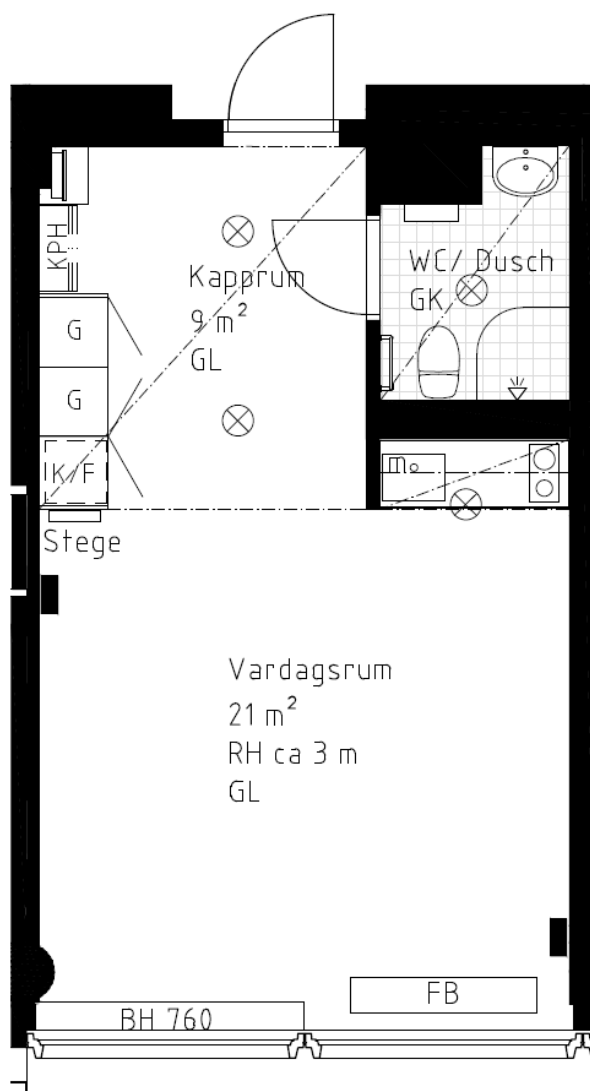 KPH
Kapprum
9 m²
GL
WC/ Dusch
GK
G
G
K/F
m.
Stege
Vardagsrum
21 m²
RH ca 3 m
GL
FB
BH 760